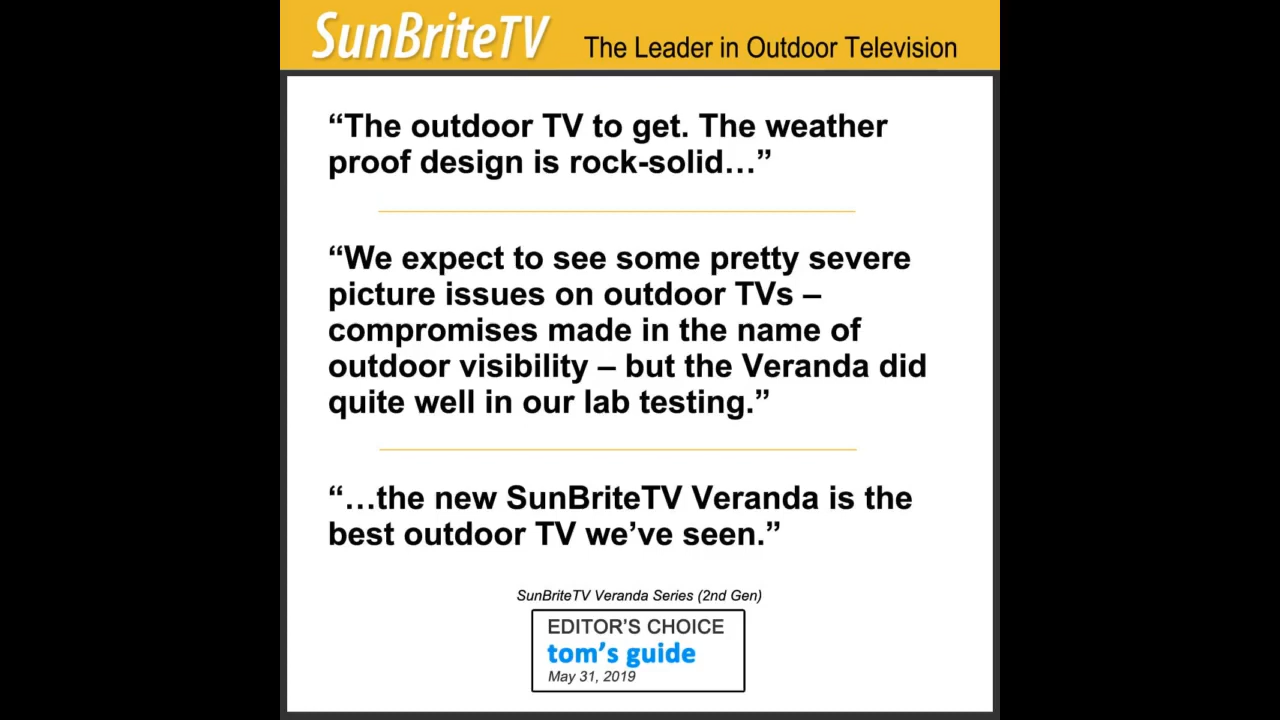 SunBriteTV The Leader in Outdoor Television
“The outdoor TV to get. The weather
proof design is rock-solid…”
“We expect to see some pretty severe
picture issues on outdoor TVs –
compromises made in the name of
outdoor visibility – but the Veranda did
quite well in our lab testing.”
“…the new SunBriteTV Veranda is the
best outdoor TV we’ve seen.”
SunBriteTV Veranda Series (2nd Gen)
EDITOR’S CHOICE
tom’s guide
May 31, 2019